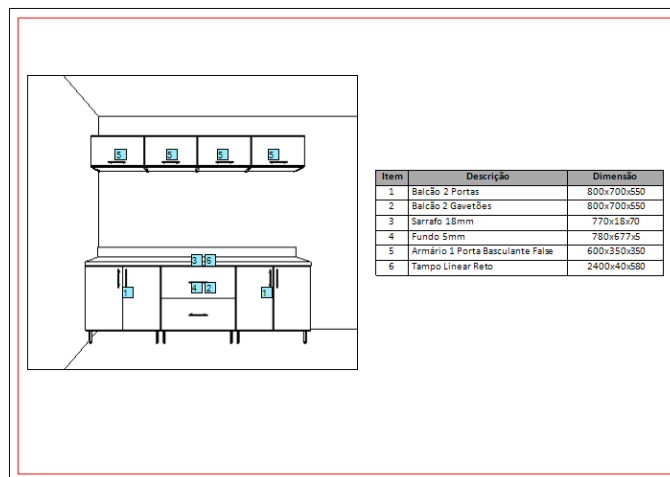 5 5 5 5
3 6
4 2
1 1
Item Descrição Dimensão
1 Balcão 2 Portas 800x700x550
2 Balcão 2 Gavetões 800x700x550
3 Sarrafo 18mm 770x18x70
4 Fundo 5mm 780x677x5
5 Armário 1 Porta Basculante False 600x350x350
6 Tampo Linear Reto 2400x40x580